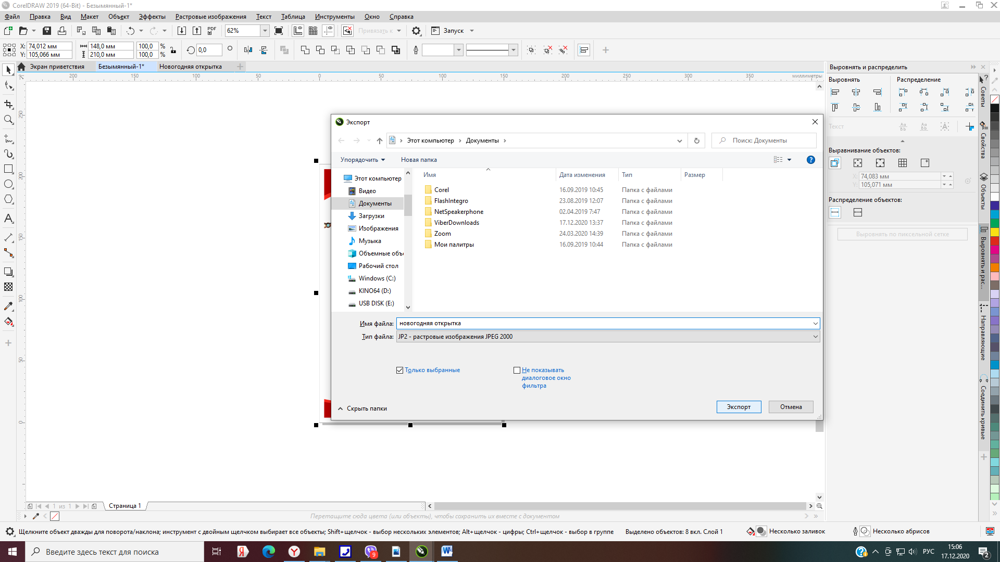 CorelDRAW 2019 (64-Bit) - Безымянный-1*
Файл Правка Вид Макет Объект Эффекты Растровые изображения Текст Таблица Инструменты Окно Справка
PDF 62% Привязать к Запуск
X: 74,012 мм 148,0 мм 100,0 % 0,0
Y: 105,066 мм 210,0 мм 100,0 %
Экран приветствия Безымянный-1* Новогодняя открытка
200 150 100 50 0 50 100 150 200 250 300 350 миллиметры
250
200
150
100
50
0
Экспорт
Этот компьютер Документы
Поиск: Документы
Упорядочить Новая папка
Этот компьютер
Видео
Документы
Загрузки
Изображения
Музыка
Объемные объе
Рабочий стол
Windows (C:)
KINO64 (D:)
USB DISK (E:)
Имя Дата изменения Тип Размер
Corel 16.09.2019 10:45 Папка с файлами
FlashIntegro 23.08.2019 12:07 Папка с файлами
NetSpeakerphone 02.04.2019 7:47 Папка с файлами
ViberDownloads 17.12.2020 13:37 Папка с файлами
Zoom 24.03.2020 14:39 Папка с файлами
Мои палитры 16.09.2019 10:44 Папка с файлами
Имя файла: новогодняя открытка
Тип файла: JP2 - растровые изображения JPEG 2000
Только выбранные
Не показывать
диалоговое окно
фильтра
Скрыть папки
Экспорт Отмена
Выровнять и распределить
Выровнять Распределение
Текст
Выравнивание объектов:
X: 74,083 мм
Y: 105,071 мм
Распределение объектов:
Выровнять по пиксельной сетке
Советы
Свойства
Объекты
Выровнять и рас...
Направляющие
Соединить кривые
1 из 1 Страница 1
Перетащите сюда цвета (или объекты), чтобы сохранить их вместе с документом
Щелкните объект дважды для поворота/наклона; инструмент с двойным щелчком выбирает все объекты; Shift+щелчок - выбор нескольких элементов; Alt+щелчок - цифры; Ctrl+щелчок - выбор в группе Выделено объектов: 8 вкл. Слой 1 Несколько заливок Несколько абрисов
Введите здесь текст для поиска
9
РУС
15:06
17.12.2020
2